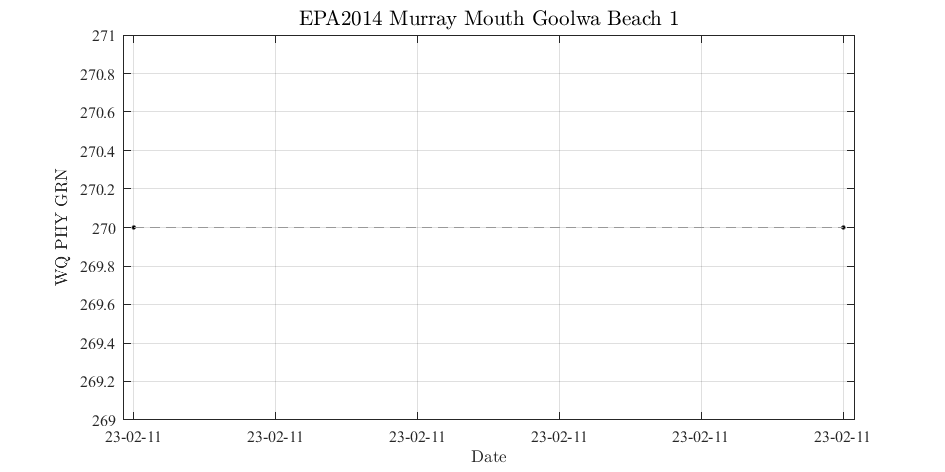 EPA2014 Murray Mouth Goolwa Beach 1
271
270.8
270.6
270.4
270.2
270
269.8
269.6
269.4
269.2
269
WQ PHY GRN
23-02-11 23-02-11 23-02-11 23-02-11 23-02-11 23-02-11
Date